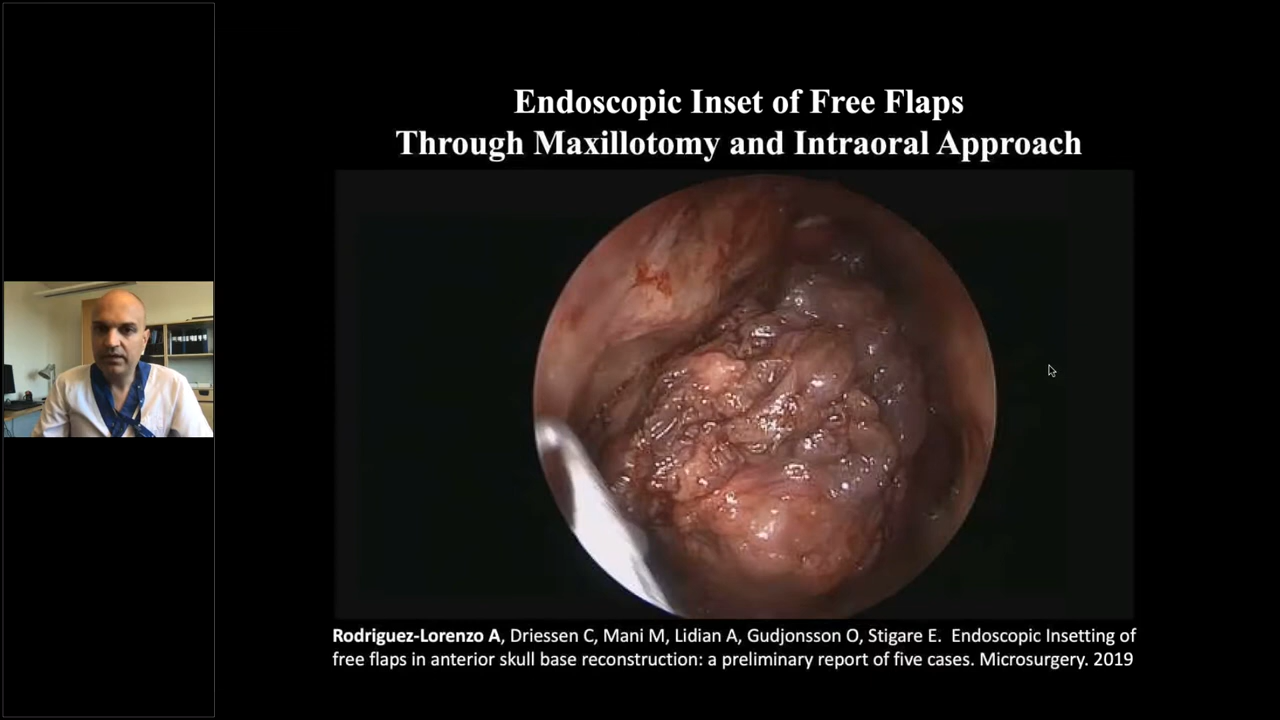 Endoscopic Inset of Free Flaps
Through Maxillotomy and Intraoral Approach
Rodriguez-Lorenzo A, Driessen C, Mani M, Lidian A, Gudjonsson O, Stigare E. Endoscopic Insetting of
free flaps in anterior skull base reconstruction: a preliminary report of five cases. Microsurgery. 2019